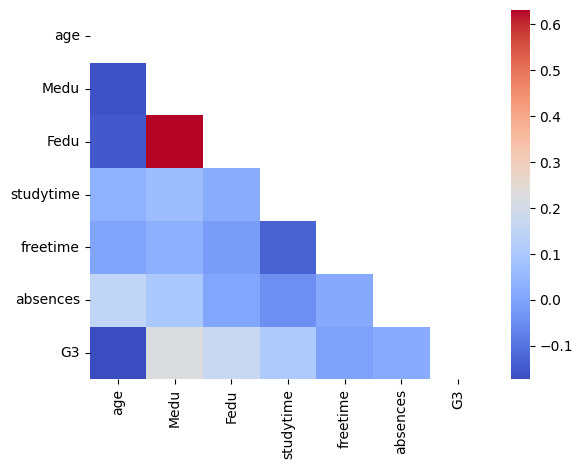 age
Medu
Fedu
studytime
freetime
absences
G3
age
Medu
Fedu
studytime
freetime
absences
G3
0.6
0.5
0.4
0.3
0.2
0.1
0.0
−0.1